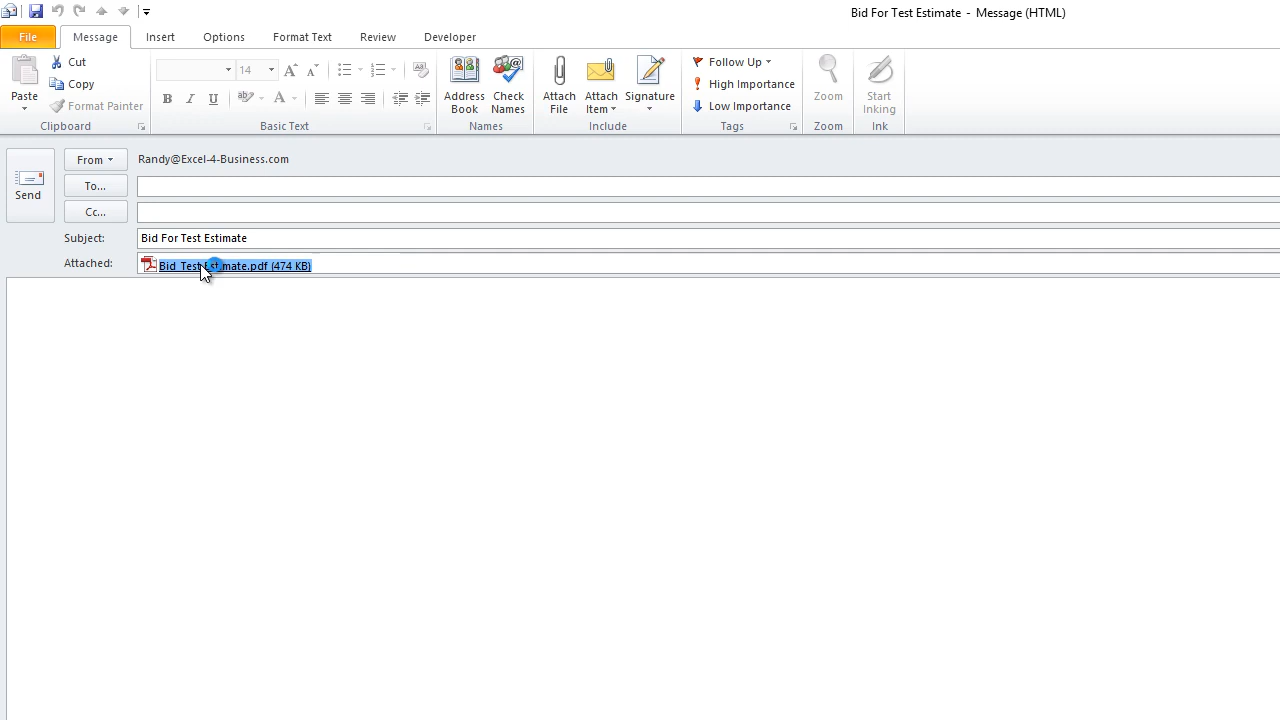 Bid For Test Estimate - Message (HTML)
File Message Insert Options Format Text Review Developer
Paste Cut Copy Format Painter
Clipboard
14
B I U A
Basic Text
Address Book Check Names
Names
Attach File Attach Item Signature
Include
Follow Up
High Importance
Low Importance
Tags
Zoom
Zoom
Start Inking
Ink
Send
From Randy@Excel-4-Business.com
To...
Cc...
Subject: Bid For Test Estimate
Attached: Bid_Test Estimate.pdf (474 KB)